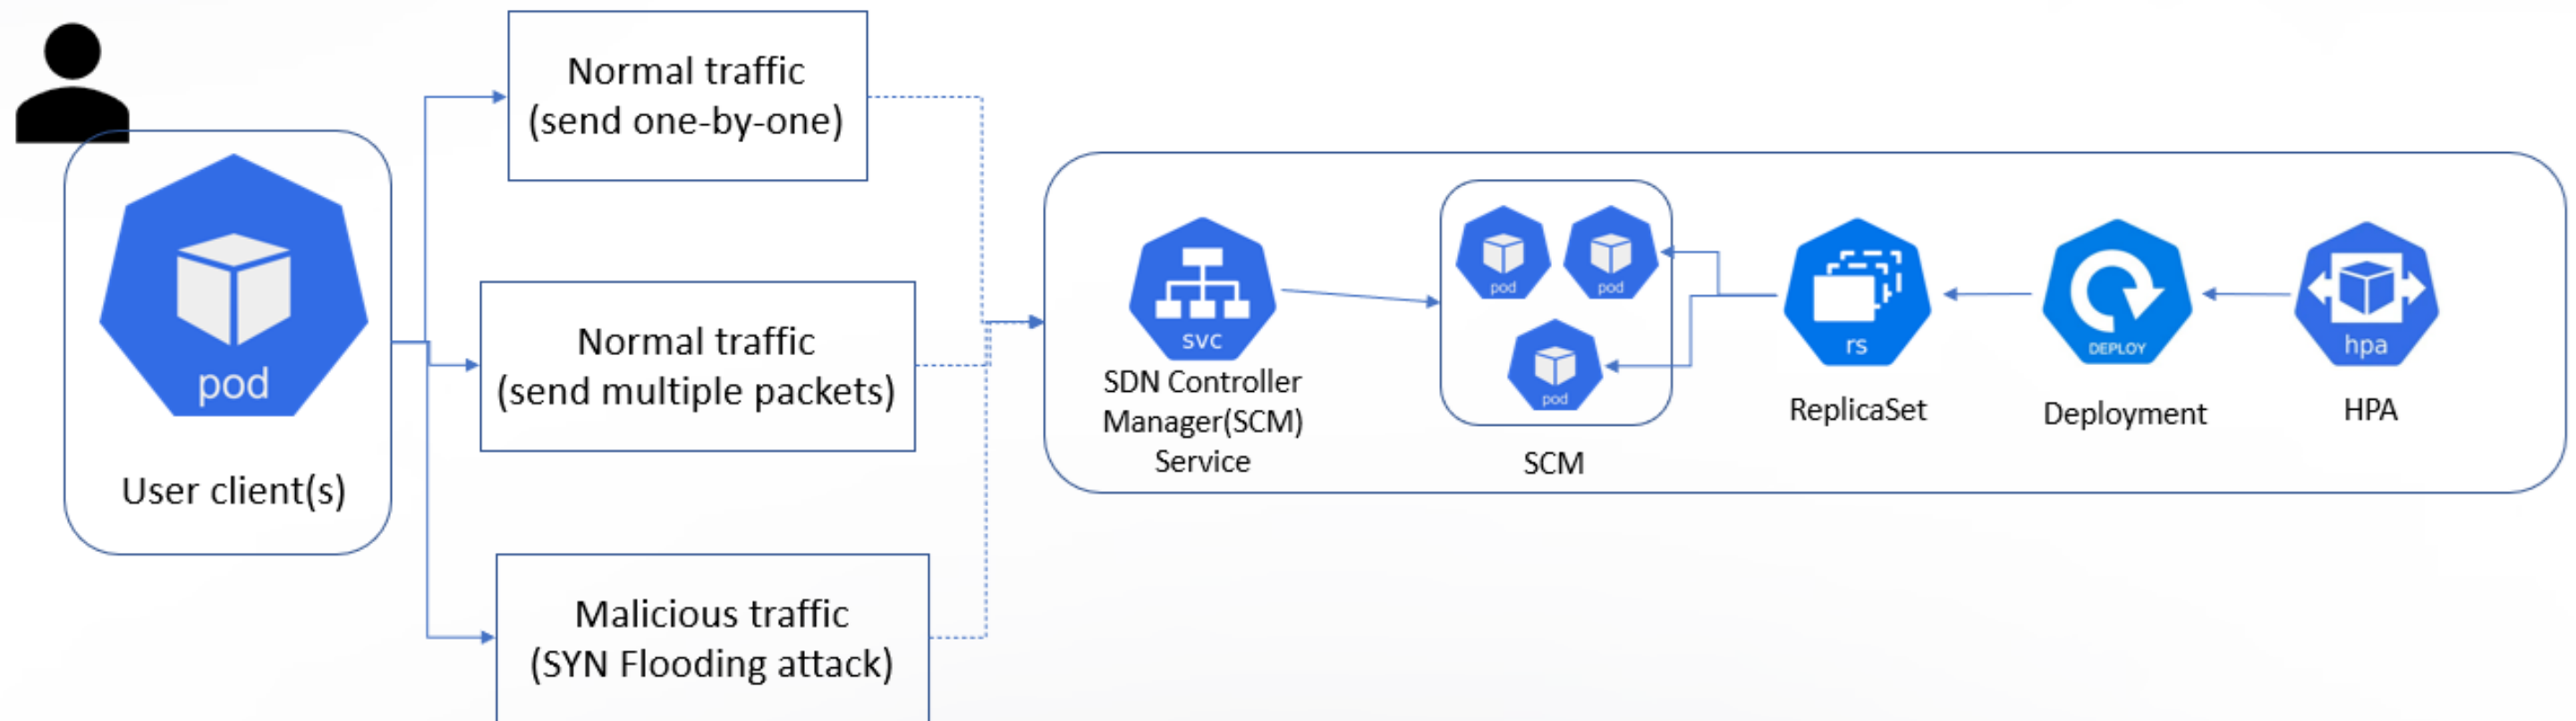 Normal traffic
(send one-by-one)
pod
User client(s)
Normal traffic
(send multiple packets)
Malicious traffic
(SYN Flooding attack)
svc
SDN Controller
Manager(SCM)
Service
pod
pod
pod
SCM
rs
ReplicaSet
DEPLOY
Deployment
hpa
HPA